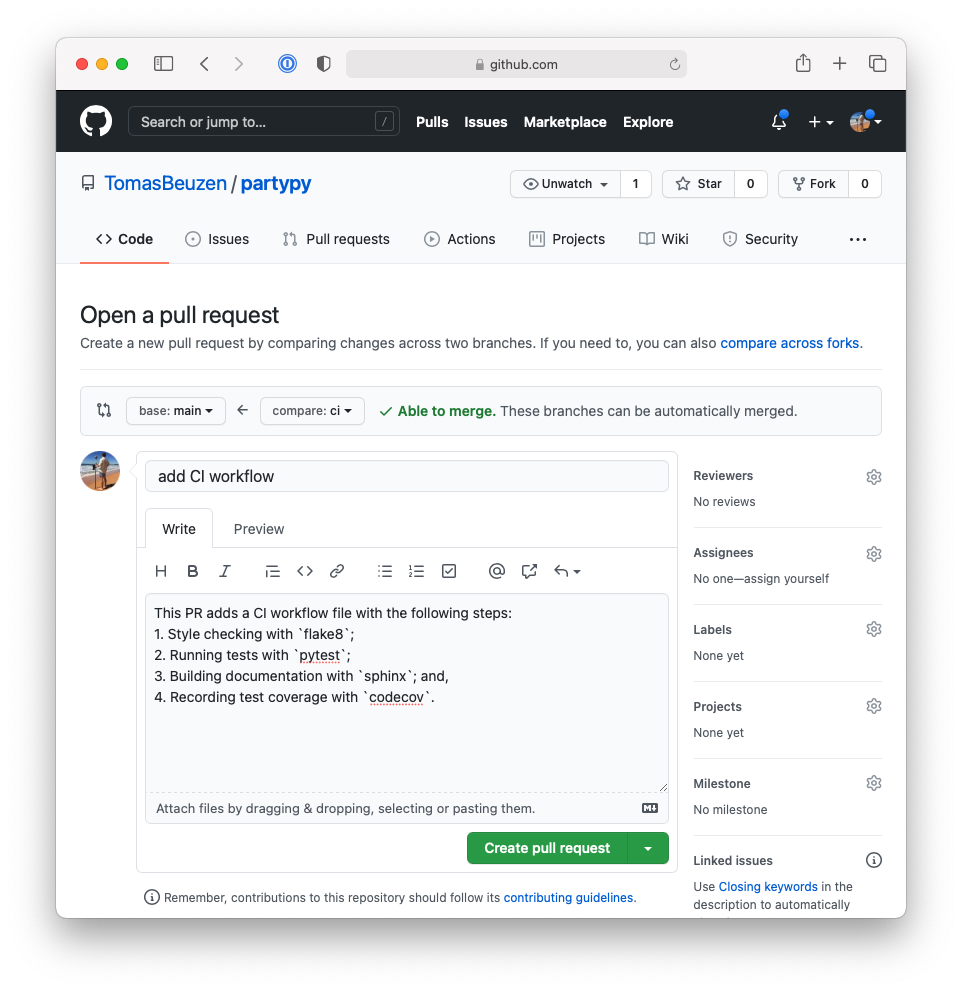 github.com
Search or jump to... /
Pulls Issues Marketplace Explore
TomasBeuzen / partypy
Unwatch 1 Star 0 Fork 0
Code Issues Pull requests Actions Projects Wiki Security ...
Open a pull request
Create a new pull request by comparing changes across two branches. If you need to, you can also compare across forks.
base: main ← compare: ci ✓ Able to merge. These branches can be automatically merged.
add CI workflow
Write Preview
H B I
This PR adds a CI workflow file with the following steps:
1. Style checking with `flake8`;
2. Running tests with `pytest`;
3. Building documentation with `sphinx`; and,
4. Recording test coverage with `codecov`.
Attach files by dragging & dropping, selecting or pasting them.
Create pull request
Remember, contributions to this repository should follow its contributing guidelines.
Reviewers
No reviews
Assignees
No one—assign yourself
Labels
None yet
Projects
None yet
Milestone
No milestone
Linked issues
Use Closing keywords in the
description to automatically